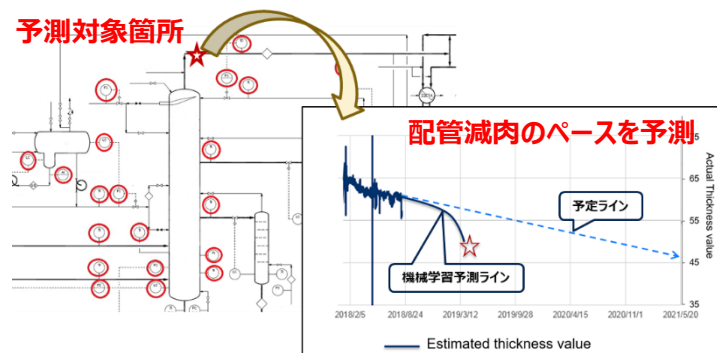 予測対象箇所
配管減肉のペースを予測
65
55
45
35
Actual Thickness value
予定ライン
機械学習予測ライン
2018/2/5
2018/8/24
2019/3/12
2019/9/28
2020/4/15
2020/11/1
2021/5/20
Estimated thickness value